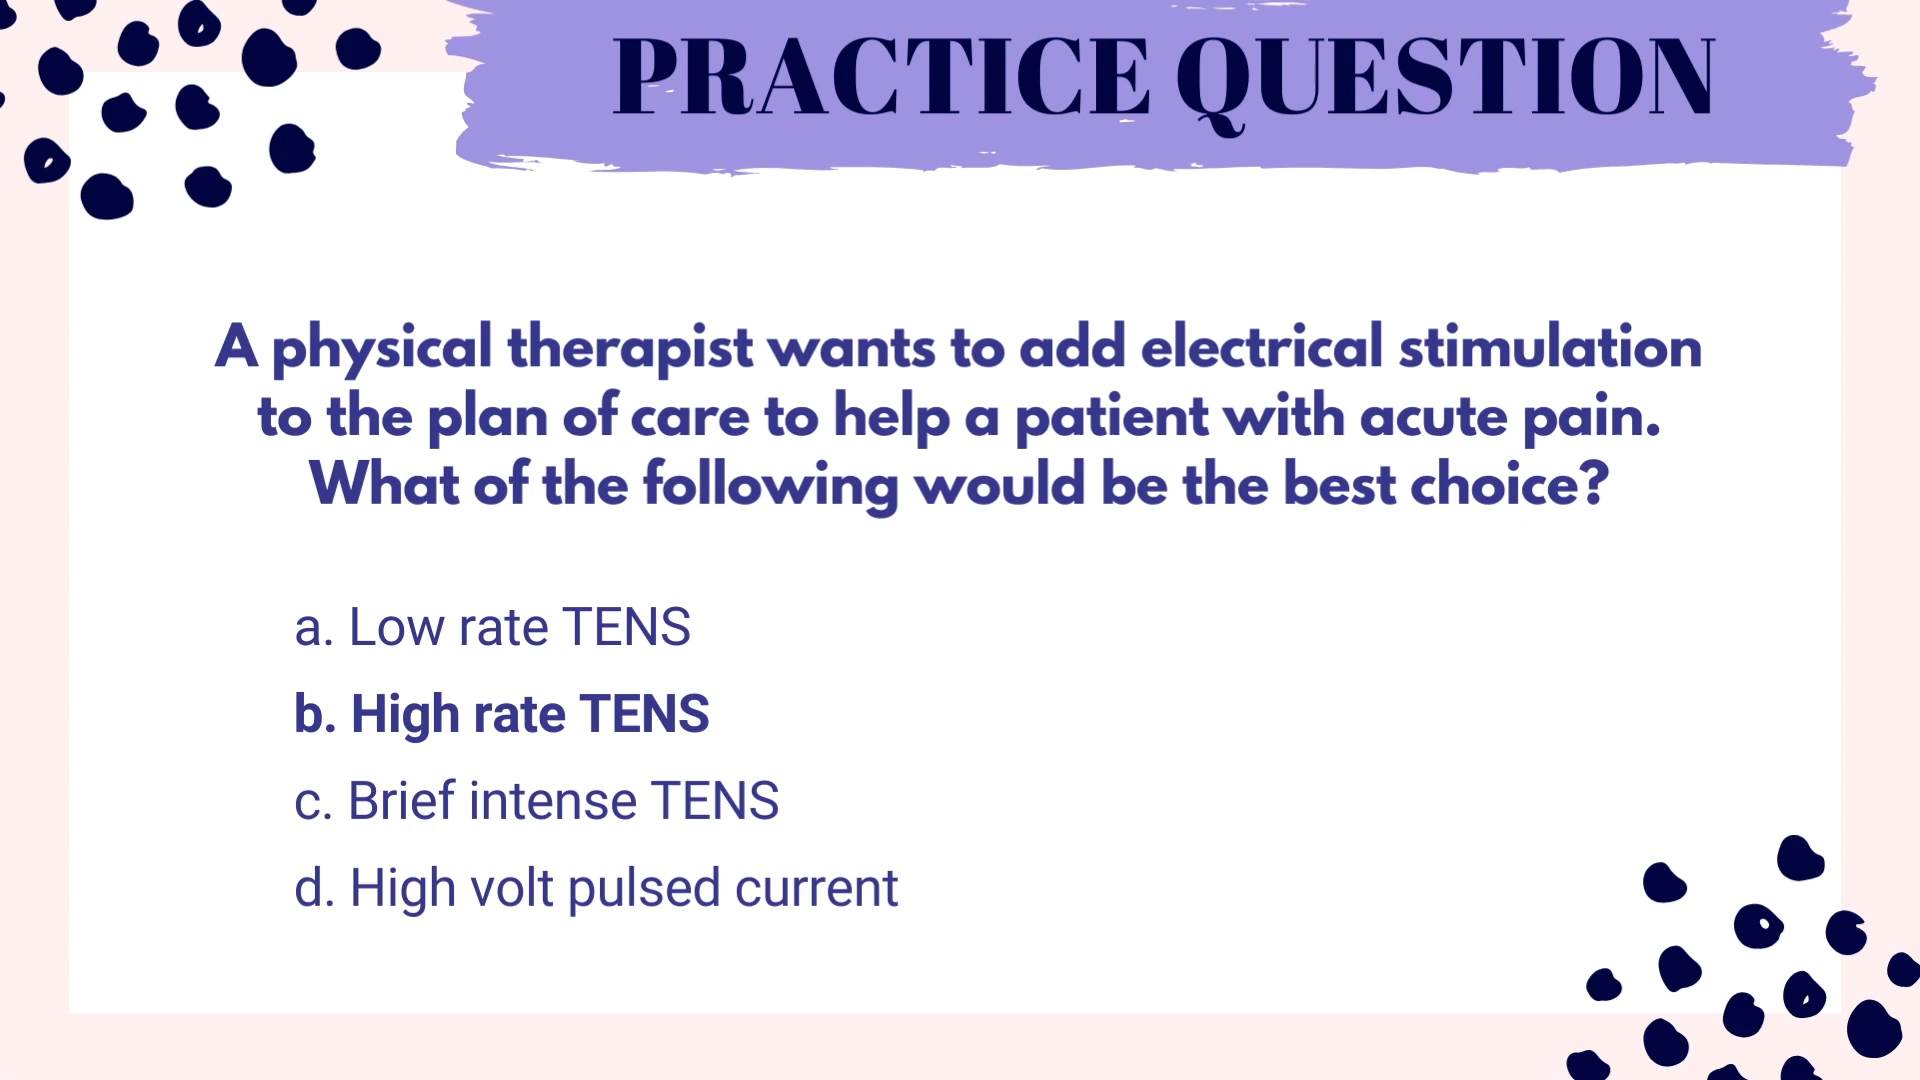 PRACTICE QUESTION
A physical therapist wants to add electrical stimulation
to the plan of care to help a patient with acute pain.
What of the following would be the best choice?
a. Low rate TENS
b. High rate TENS
c. Brief intense TENS
d. High volt pulsed current